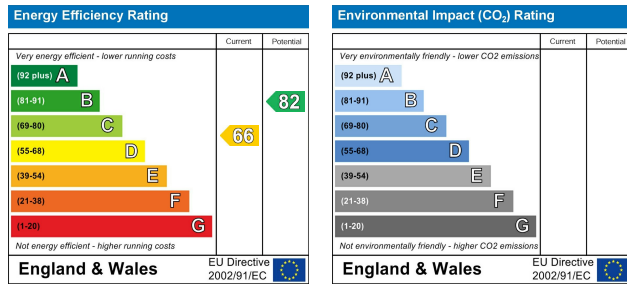 Energy Efficiency Rating
Current Potential
Very energy efficient - lower running costs
(92 plus) A
(81-91) B
82
(69-80) C
66
(55-68) D
(39-54) E
(21-38) F
(1-20) G
Not energy efficient - higher running costs
England & Wales
EU Directive
2002/91/EC
Environmental Impact (CO₂) Rating
Current Potential
Very environmentally friendly - lower CO2 emissions
(92 plus) A
(81-91) B
(69-80) C
(55-68) D
(39-54) E
(21-38) F
(1-20) G
Not environmentally friendly - higher CO2 emissions
England & Wales
EU Directive
2002/91/EC